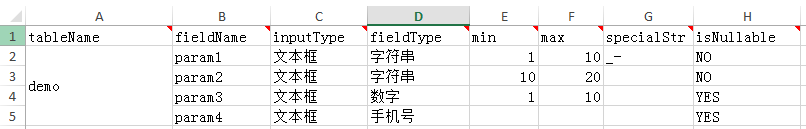 A B C D E F G H
1 tableName fieldName inputType fieldType min max specialStr isNullable
2 param1 文本框 字符串 1 10 _- NO
3 demo param2 文本框 字符串 10 20 NO
4 param3 文本框 数字 1 10 YES
5 param4 文本框 手机号 YES